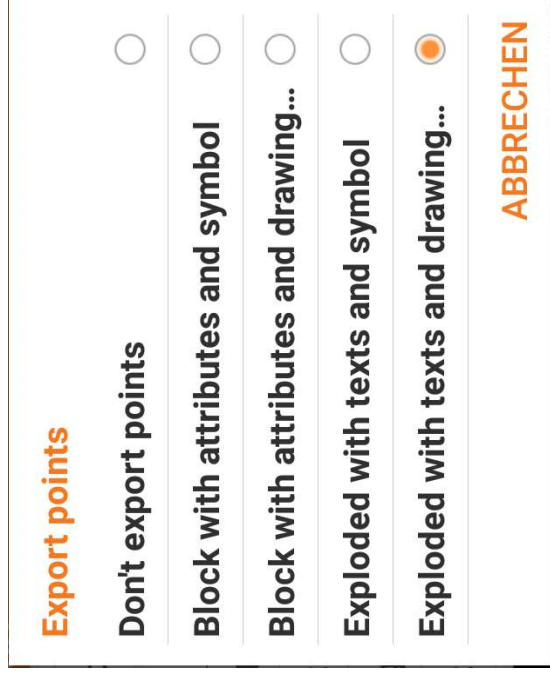 Export points
Don't export points
Block with attributes and symbol
Block with attributes and drawing...
Exploded with texts and symbol
Exploded with texts and drawing...
ABBRECHEN